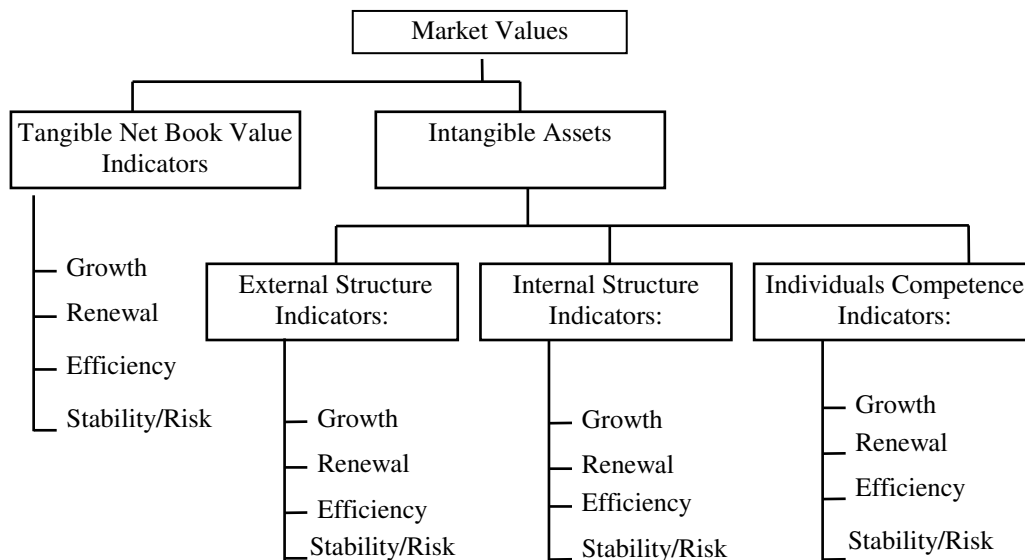 Market Values
Tangible Net Book Value
Indicators
Intangible Assets
Growth
Renewal
Efficiency
Stability/Risk
External Structure
Indicators:
Growth
Renewal
Efficiency
Stability/Risk
Internal Structure
Indicators:
Growth
Renewal
Efficiency
Stability/Risk
Individuals Competence
Indicators:
Growth
Renewal
Efficiency
Stability/Risk